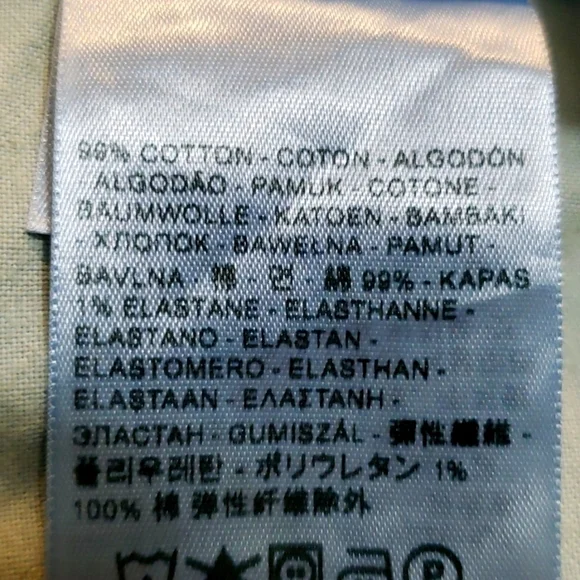 99% COTTON - COTON - ALGODÓN
- ALGODÃO - PAMUK - COTONE -
BAUMWOLLE - KATOEN - BAMBAKI
- ХЛОПОК - BAWEŁNA - PAMUT -
BAVLNA - 棉 - 면 - 綿 99% - KAPAS
1% ELASTANE - ELASTHANNE -
ELASTANO - ELASTAN -
ELASTOMERO - ELASTHAN -
ELASTAAN - ΕΛΑΣΤΑΝΗ -
ЭЛАСТАН - GUMISZÁL - 彈性纖維 -
폴리우레탄 - ポリウレタン 1%
100% 棉 弹性纤维除外
P